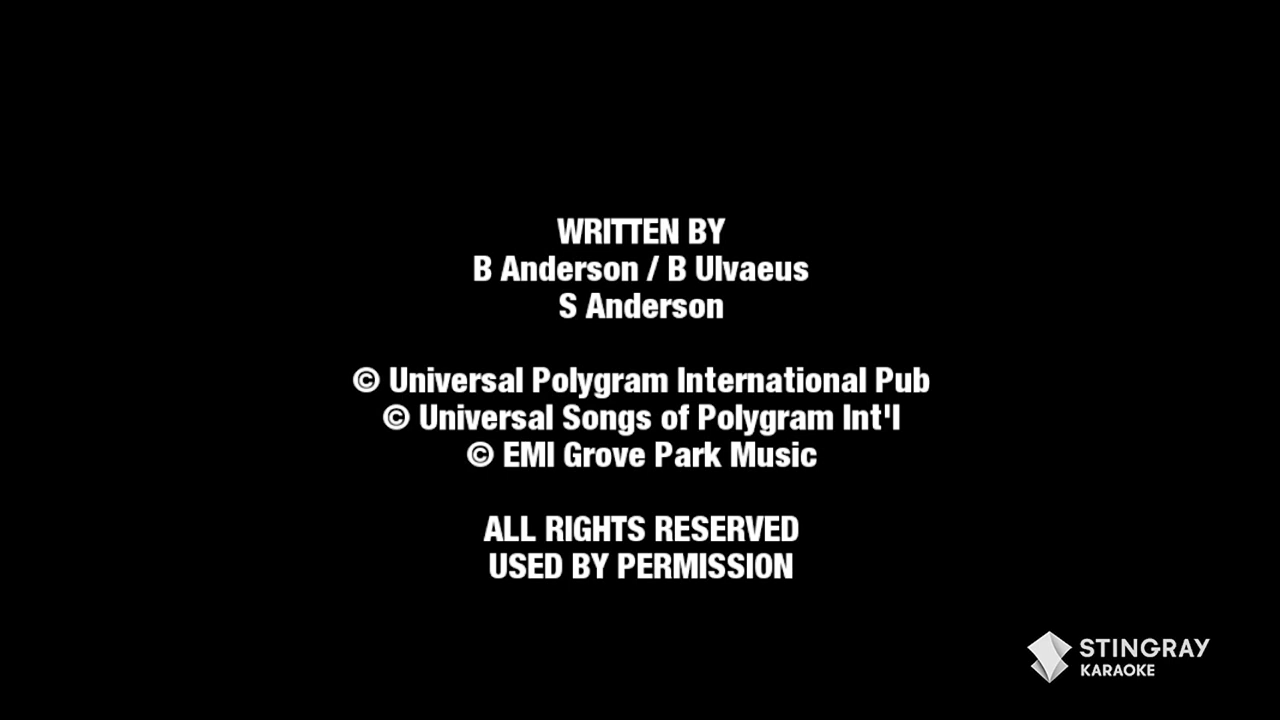 WRITTEN BY
B Anderson / B Ulvaeus
S Anderson
© Universal Polygram International Pub
© Universal Songs of Polygram Int'l
© EMI Grove Park Music
ALL RIGHTS RESERVED
USED BY PERMISSION
STINGRAY
KARAOKE